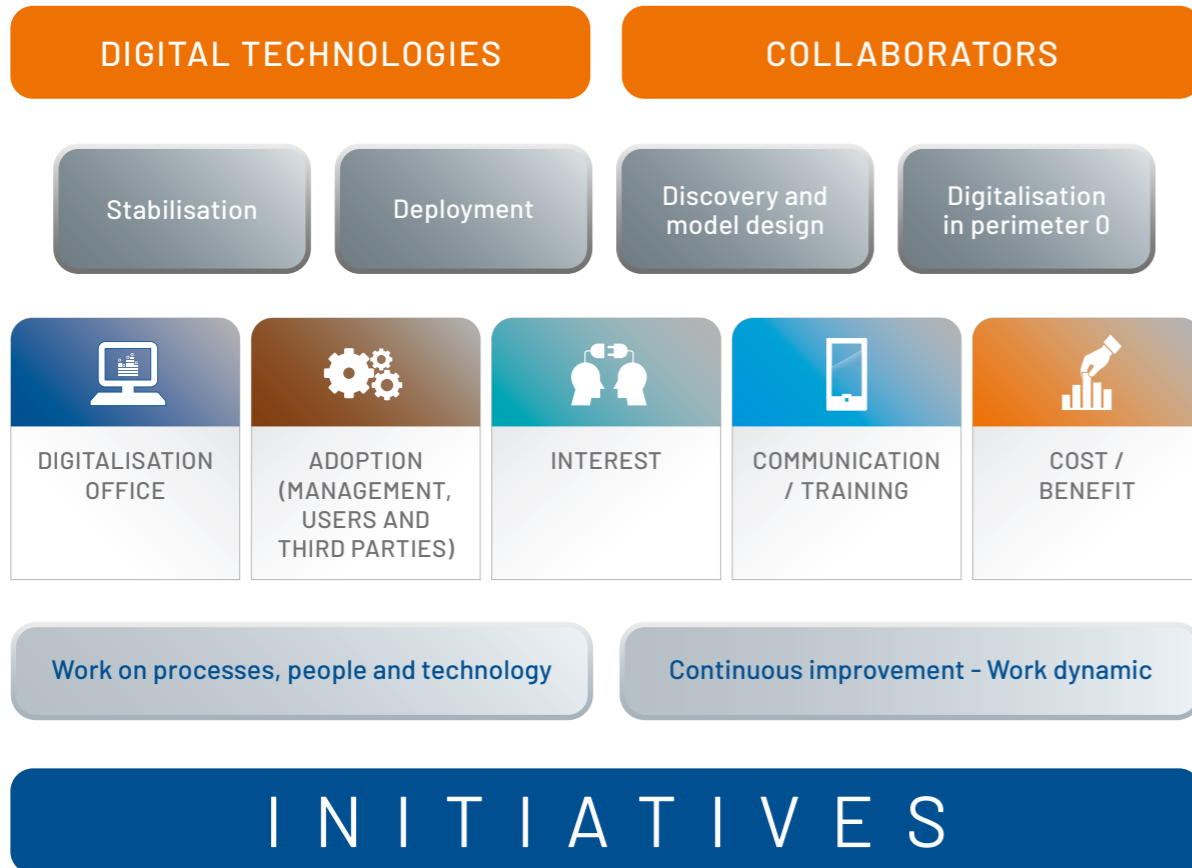 DIGITAL TECHNOLOGIES
COLLABORATORS
Stabilisation
Deployment
Discovery and
model design
Digitalisation
in perimeter 0
DIGITALISATION
OFFICE
ADOPTION
(MANAGEMENT,
USERS AND
THIRD PARTIES)
INTEREST
COMMUNICATION
/ TRAINING
COST /
BENEFIT
Work on processes, people and technology
Continuous improvement - Work dynamic
INITIATIVES